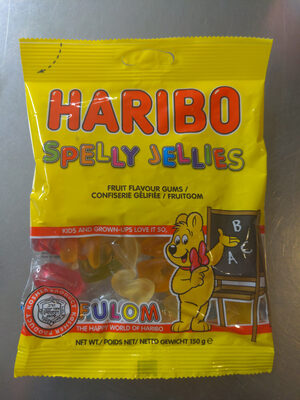 HARIBO
SPELLY JELLIES
FRUIT FLAVOUR GUMS /
CONFISERIE GÉLIFIÉE / FRUITGOM
KIDS AND GROWN-UPS LOVE IT SO,
B
A
FULOM
THE HAPPY WORLD OF HARIBO
NET WT./ POIDS NET/ NETTO GEWICHT 150 g e